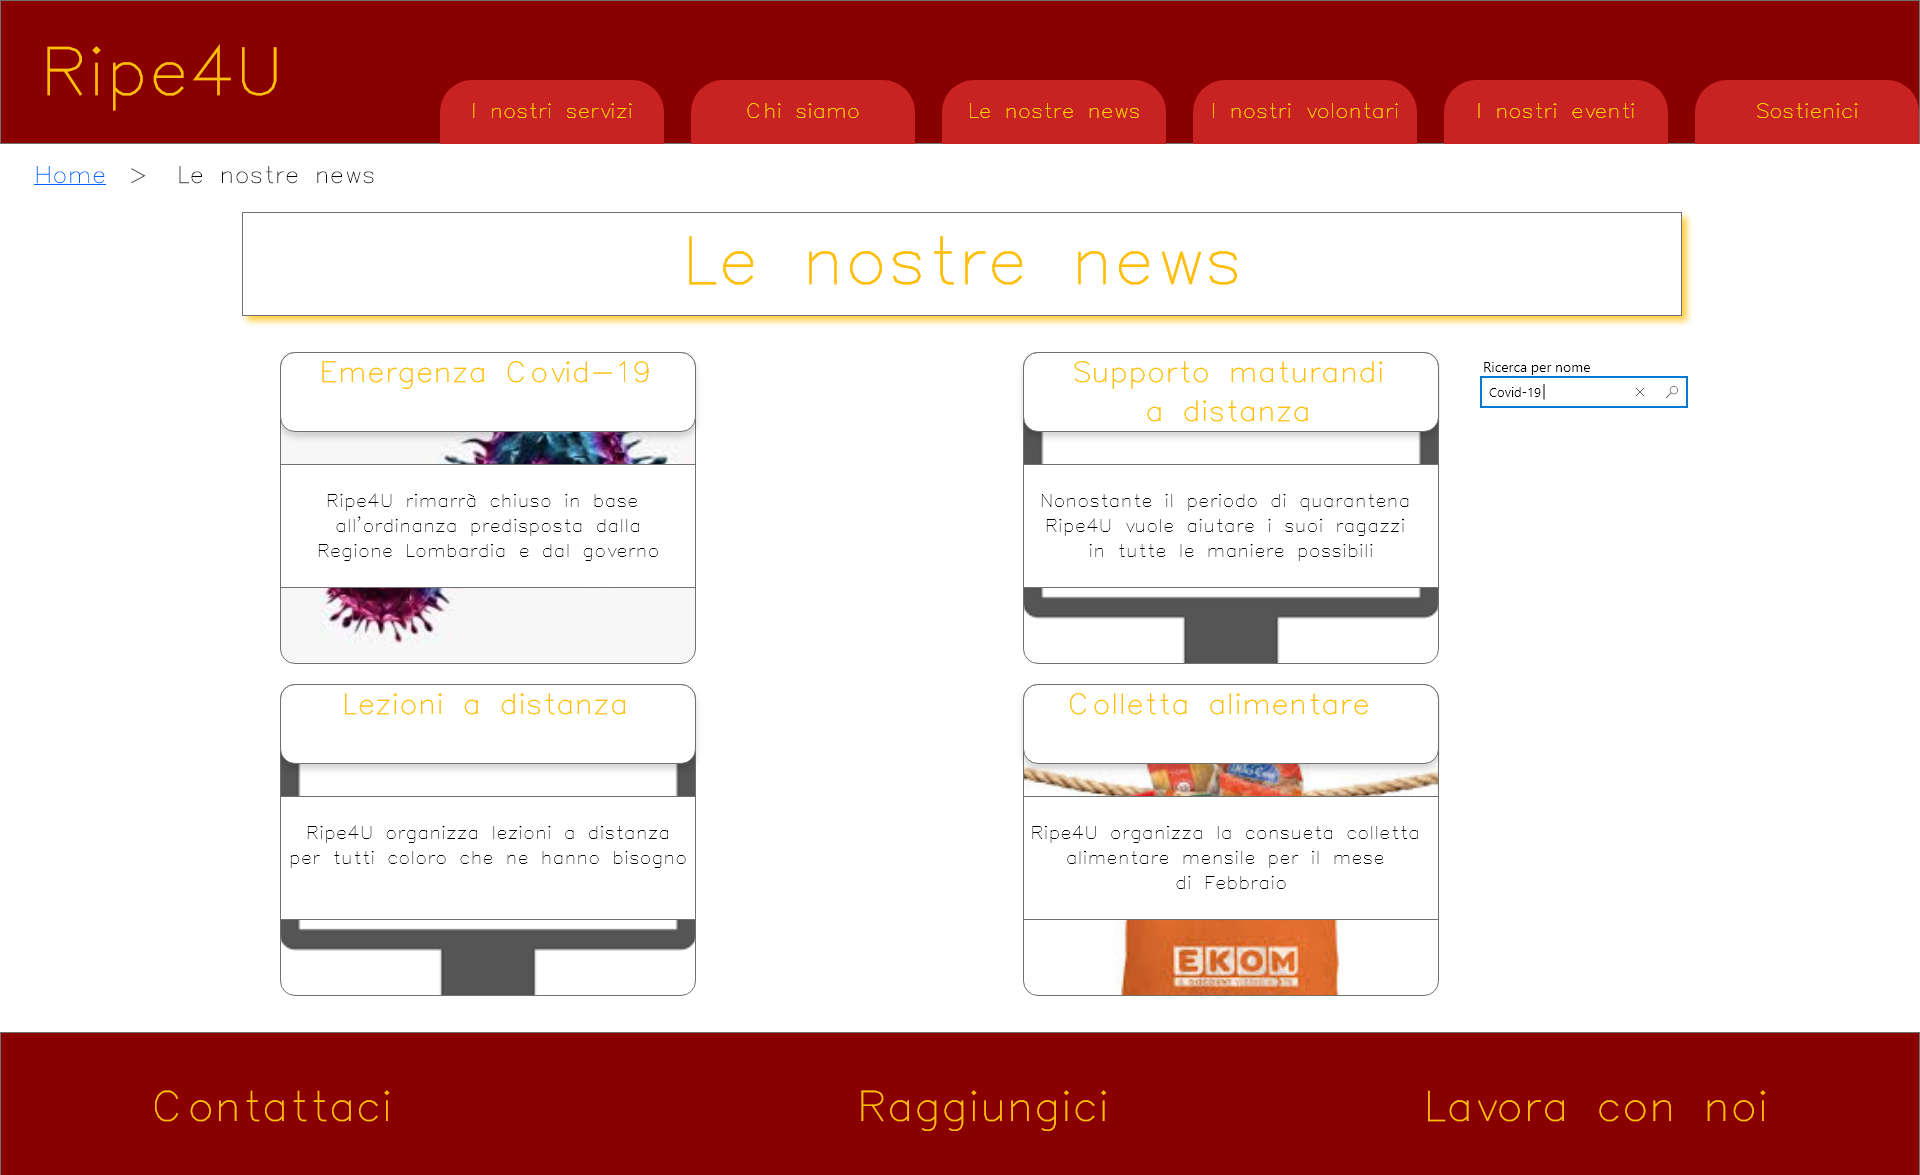 Ripe4U
I nostri servizi
Chi siamo
Le nostre news
I nostri volontari
I nostri eventi
Sostienici
Home > Le nostre news
Le nostre news
Emergenza Covid-19
Ripe4U rimarrà chiuso in base
all'ordinanza predisposta dalla
Regione Lombardia e dal governo
Supporto maturandi
a distanza
Nonostante il periodo di quarantena
Ripe4U vuole aiutare i suoi ragazzi
in tutte le maniere possibili
Ricerca per nome
Covid-19
Lezioni a distanza
Ripe4U organizza lezioni a distanza
per tutti coloro che ne hanno bisogno
Colletta alimentare
Ripe4U organizza la consueta colletta
alimentare mensile per il mese
di Febbraio
EKOM
Contattaci
Raggiungici
Lavora con noi